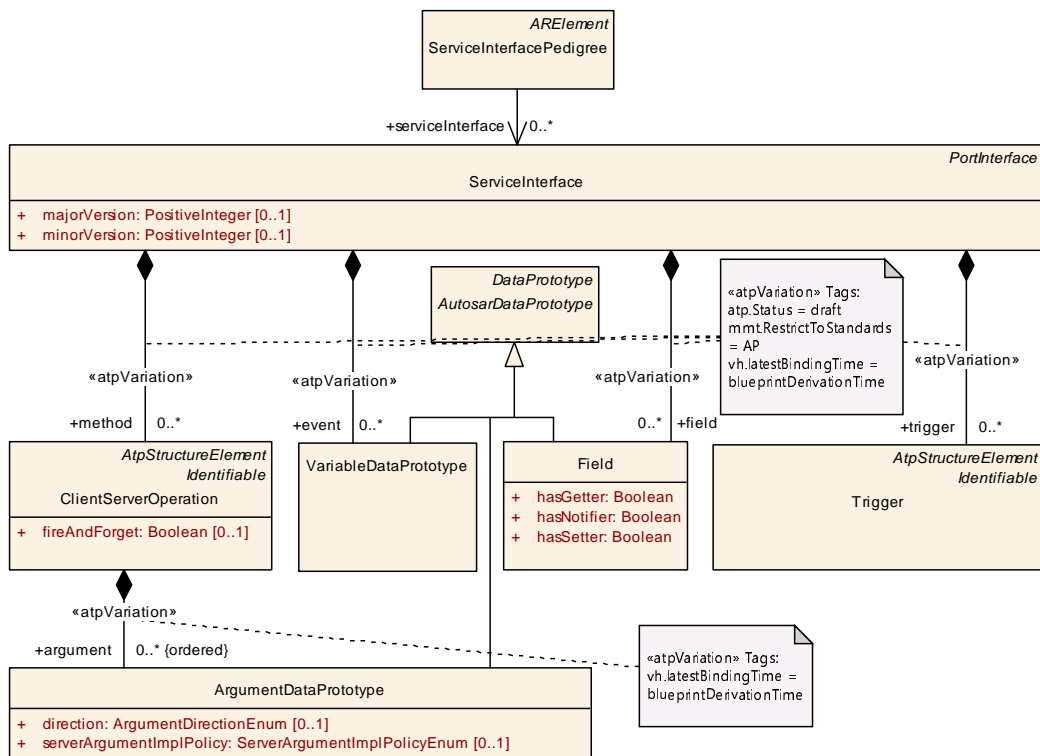 ARElement
ServiceInterfacePedigree
+serviceInterface 0..*
PortInterface
ServiceInterface
+ majorVersion: PositiveInteger [0..1]
+ minorVersion: PositiveInteger [0..1]
DataPrototype
AutosarDataPrototype
«atpVariation» Tags:
atp.Status = draft
mmt.RestrictToStandards
= AP
vh.latestBindingTime =
blueprintDerivationTime
«atpVariation»
«atpVariation»
«atpVariation»
«atpVariation»
+method 0..*
+event 0..*
0..* +field
+trigger 0..*
AtpStructureElement
Identifiable
ClientServerOperation
+ fireAndForget: Boolean [0..1]
VariableDataPrototype
Field
+ hasGetter: Boolean
+ hasNotifier: Boolean
+ hasSetter: Boolean
AtpStructureElement
Identifiable
Trigger
«atpVariation»
+argument 0..* {ordered}
«atpVariation» Tags:
vh.latestBindingTime =
blueprintDerivationTime
ArgumentDataPrototype
+ direction: ArgumentDirectionEnum [0..1]
+ serverArgumentImplPolicy: ServerArgumentImplPolicyEnum [0..1]